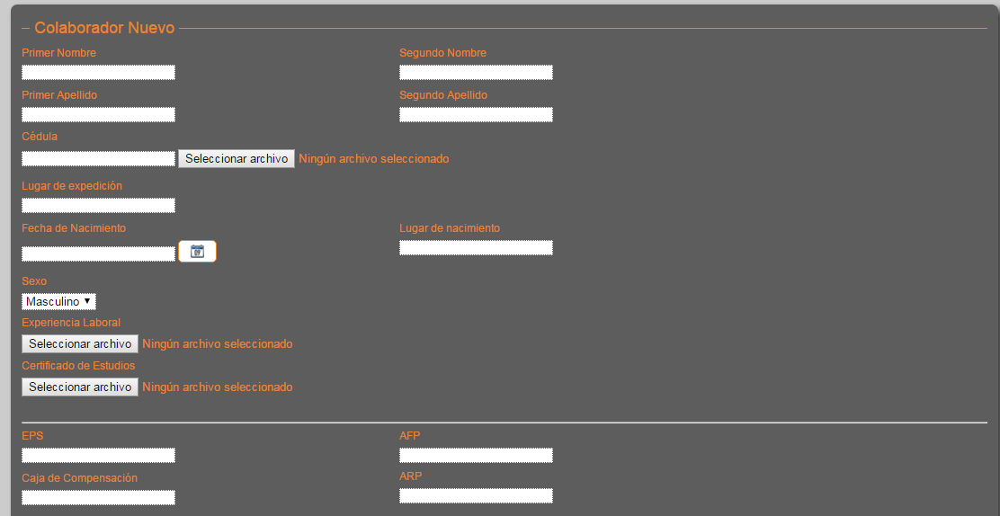 Colaborador Nuevo
Primer Nombre Segundo Nombre
Primer Apellido Segundo Apellido
Cédula
Seleccionar archivo Ningún archivo seleccionado
Lugar de expedición
Fecha de Nacimiento Lugar de nacimiento
Sexo
Masculino
Experiencia Laboral
Seleccionar archivo Ningún archivo seleccionado
Certificado de Estudios
Seleccionar archivo Ningún archivo seleccionado
EPS AFP
Caja de Compensación ARP